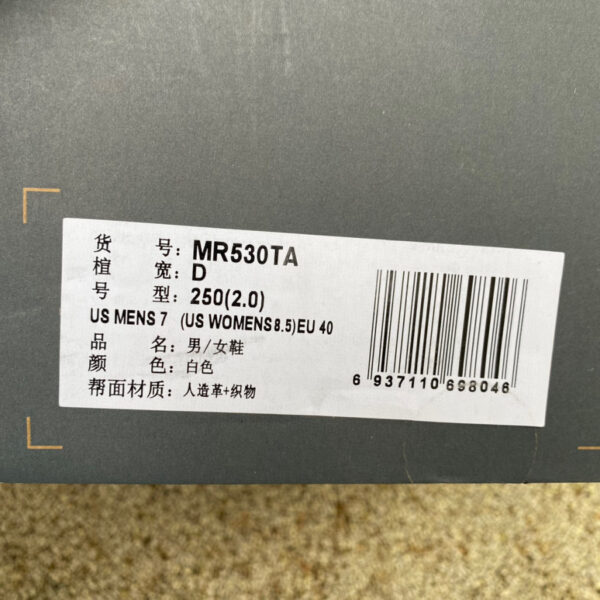 货 号: MR530TA
楦 宽: D
号 型: 250(2.0)
US MENS 7 (US WOMENS 8.5)EU 40
品 名: 男/女鞋
颜 色: 白色
帮面材质: 人造革+织物
6 937110 698046